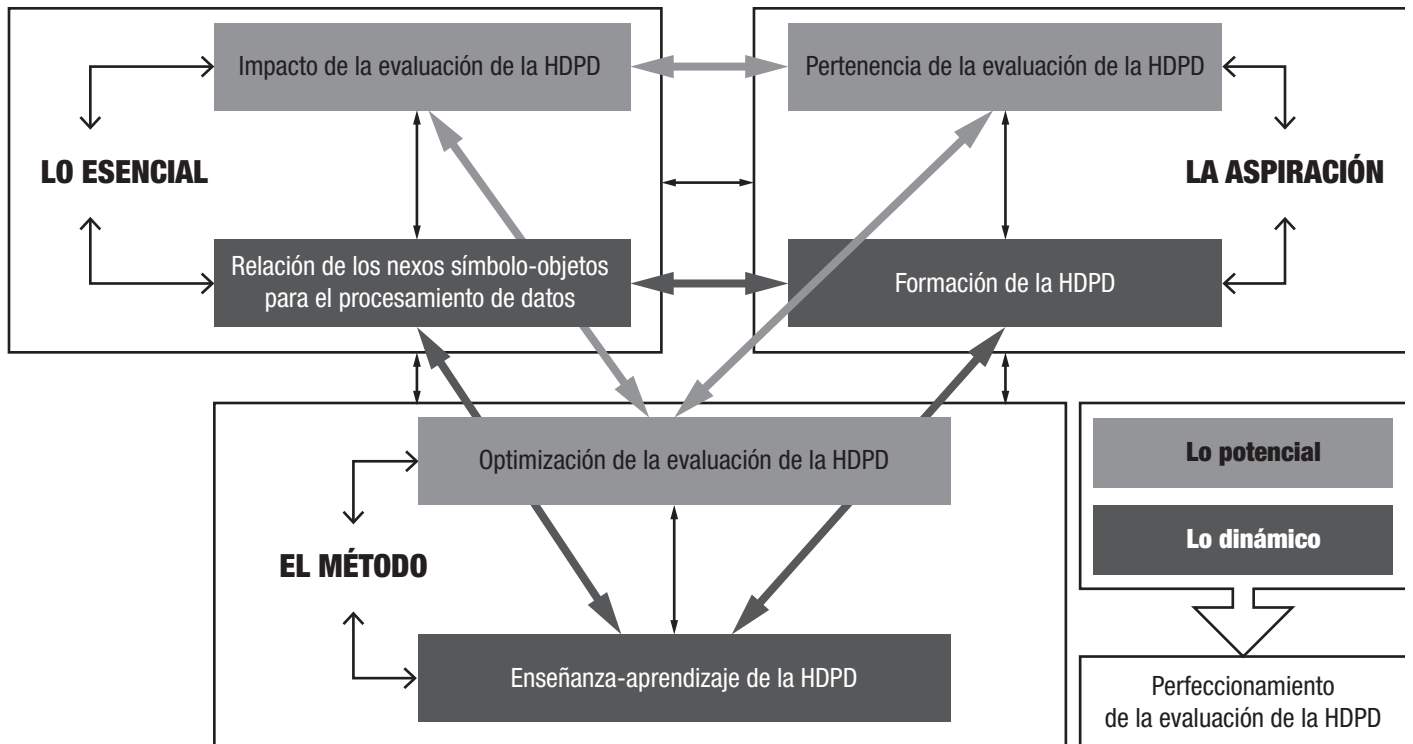 Impacto de la evaluación de la HDPD
Pertenencia de la evaluación de la HDPD
LO ESENCIAL
LA ASPIRACIÓN
Relación de los nexos símbolo-objetos
para el procesamiento de datos
Formación de la HDPD
Optimización de la evaluación de la HDPD
EL MÉTODO
Enseñanza-aprendizaje de la HDPD
Lo potencial
Lo dinámico
Perfeccionamiento
de la evaluación de la HDPD